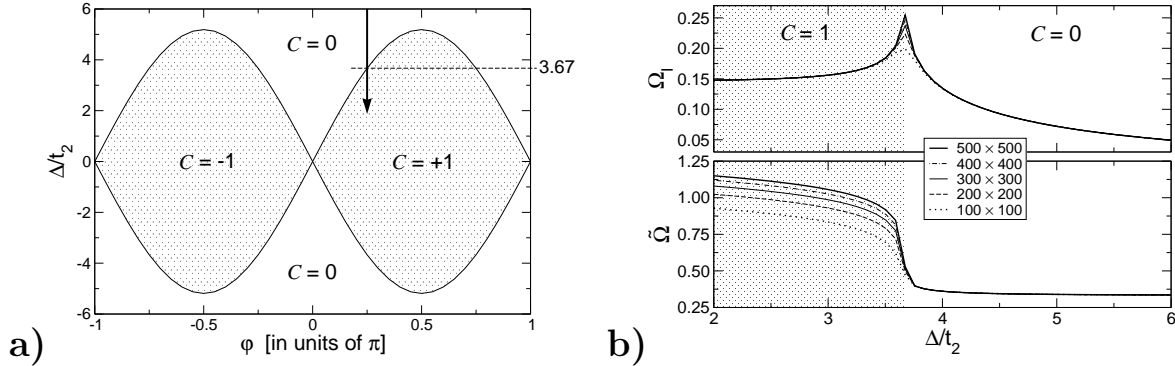 6
4
2
0
-2
-4
-6
Δ/t₂
C = 0
3.67
C = -1
C = +1
C = 0
-1
-0.5
0
0.5
1
φ [in units of π]
a)
0.25
0.20
0.15
0.10
0.05
Ω_I
C = 1
C = 0
500 × 500
400 × 400
300 × 300
200 × 200
100 × 100
1.25
1.00
0.75
0.50
0.25
Ω̃
2
3
4
5
6
Δ/t₂
b)